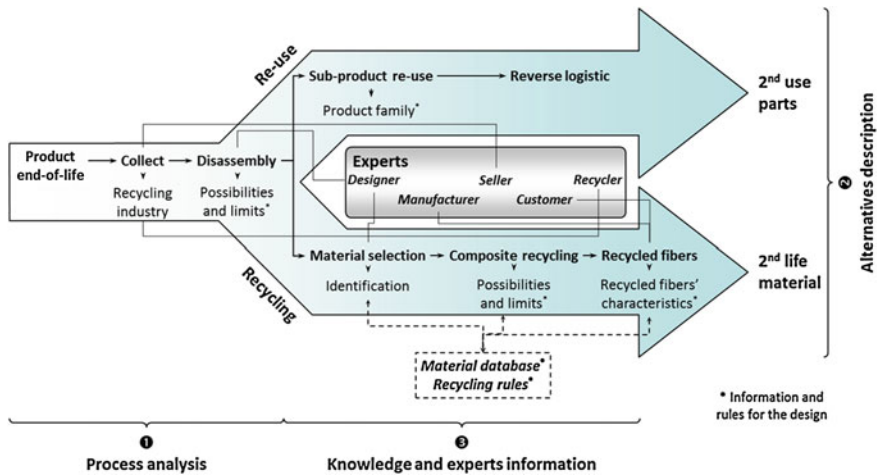 Re-use
Sub-product re-use
Reverse logistic
Product family*
2nd use
parts
Product
end-of-life
Collect
Disassembly
Recycling
industry
Possibilities
and limits*
Experts
Designer
Seller
Recycler
Manufacturer
Customer
Recycling
Material selection
Composite recycling
Recycled fibers
Identification
Possibilities
and limits*
Recycled fibers'
characteristics*
2nd life
material
Material database*
Recycling rules*
* Information and
rules for the design
❷
Alternatives description
❶
Process analysis
❸
Knowledge and experts information